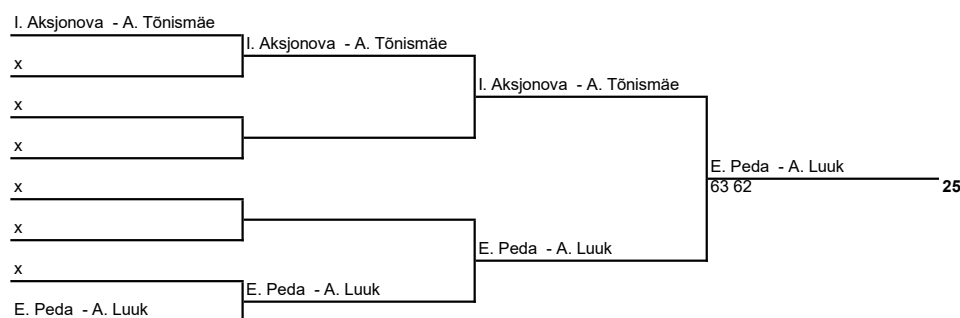 I. Aksjonova - A. Tõnismäe
I. Aksjonova - A. Tõnismäe
x
I. Aksjonova - A. Tõnismäe
x
x
E. Peda - A. Luuk
63 62
25
x
x
E. Peda - A. Luuk
x
E. Peda - A. Luuk
E. Peda - A. Luuk